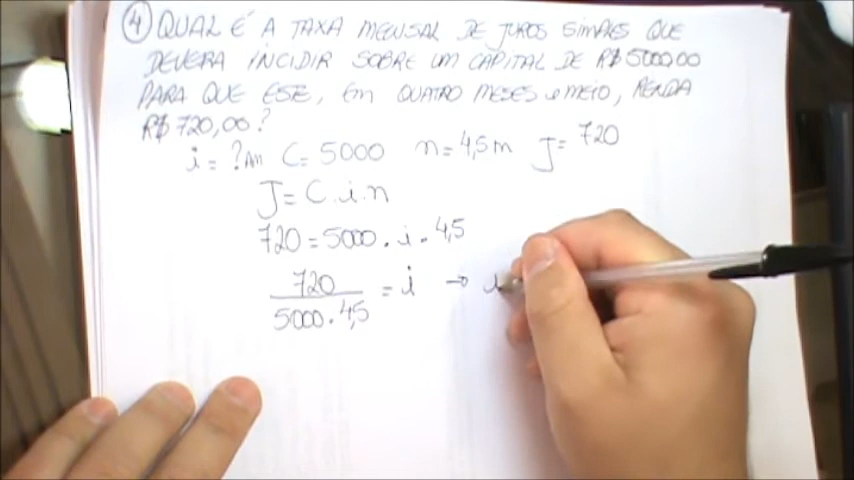 4) QUAL É A TAXA MENSAL DE JUROS SIMPLES QUE
DEVERÁ INCIDIR SOBRE UM CAPITAL DE R$ 5000,00
PARA QUE ESTE, EM QUATRO MESES e MEIO, RENDA
R$ 720,00?
i = ? AM C = 5000 n = 4,5 m J = 720
J = C . i . n
720 = 5000 . i . 4,5
720 / 5000 . 4,5 = i → i